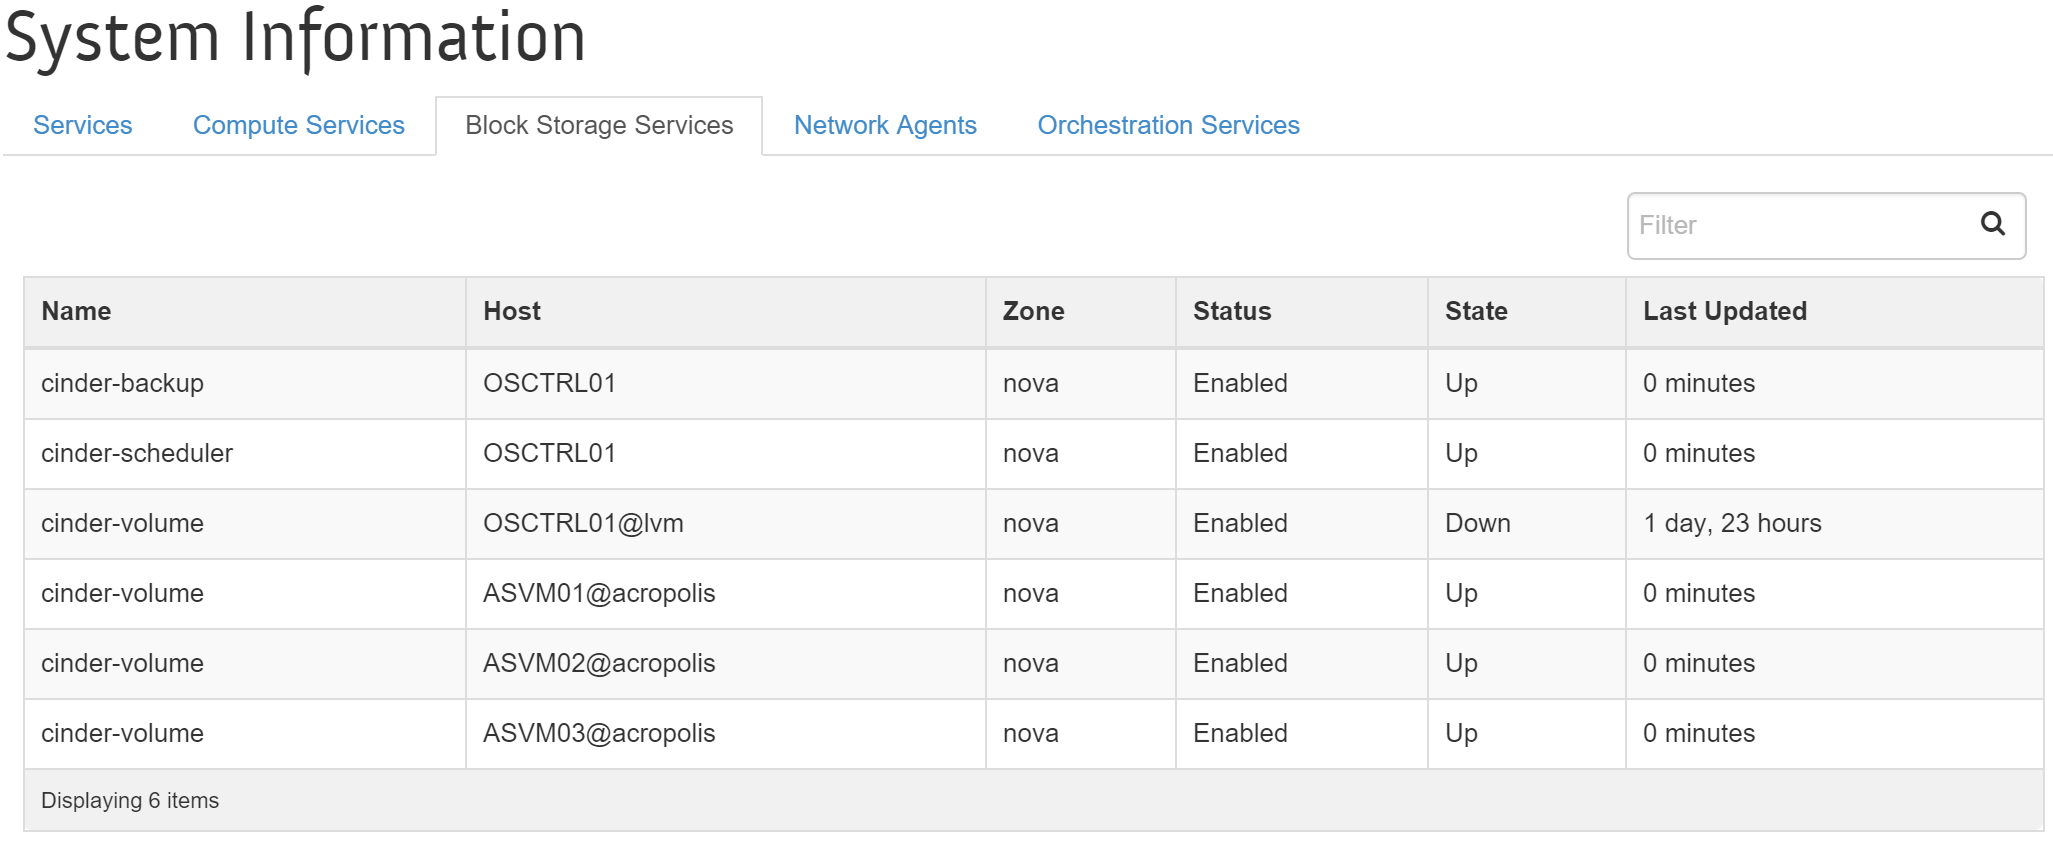 System Information
Services Compute Services Block Storage Services Network Agents Orchestration Services
Filter
Name Host Zone Status State Last Updated
cinder-backup OSCTRL01 nova Enabled Up 0 minutes
cinder-scheduler OSCTRL01 nova Enabled Up 0 minutes
cinder-volume OSCTRL01@lvm nova Enabled Down 1 day, 23 hours
cinder-volume ASVM01@acropolis nova Enabled Up 0 minutes
cinder-volume ASVM02@acropolis nova Enabled Up 0 minutes
cinder-volume ASVM03@acropolis nova Enabled Up 0 minutes
Displaying 6 items